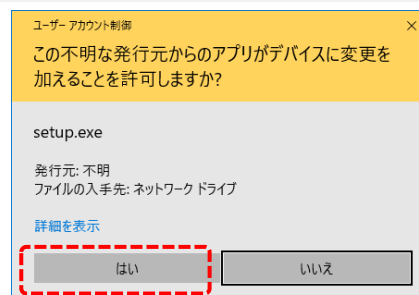 ユーザー アカウント制御
この不明な発行元からのアプリがデバイスに変更を
加えることを許可しますか?
setup.exe
発行元: 不明
ファイルの入手先: ネットワーク ドライブ
詳細を表示
はい
いいえ